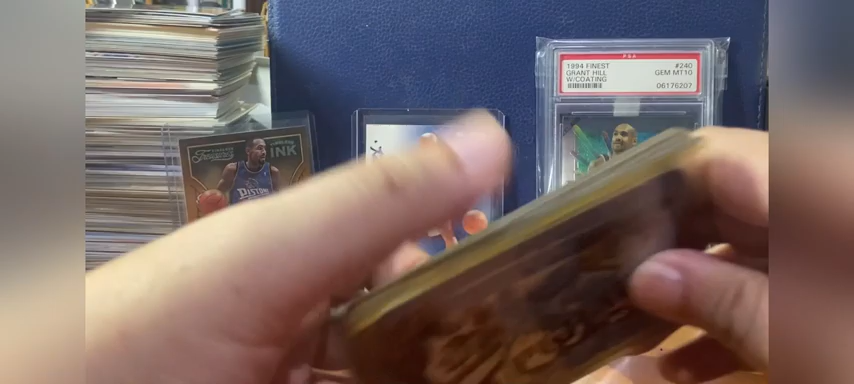 PSA
1994 FINEST #240
GRANT HILL GEM MT 10
W/COATING
06176207
INK
PISTONS